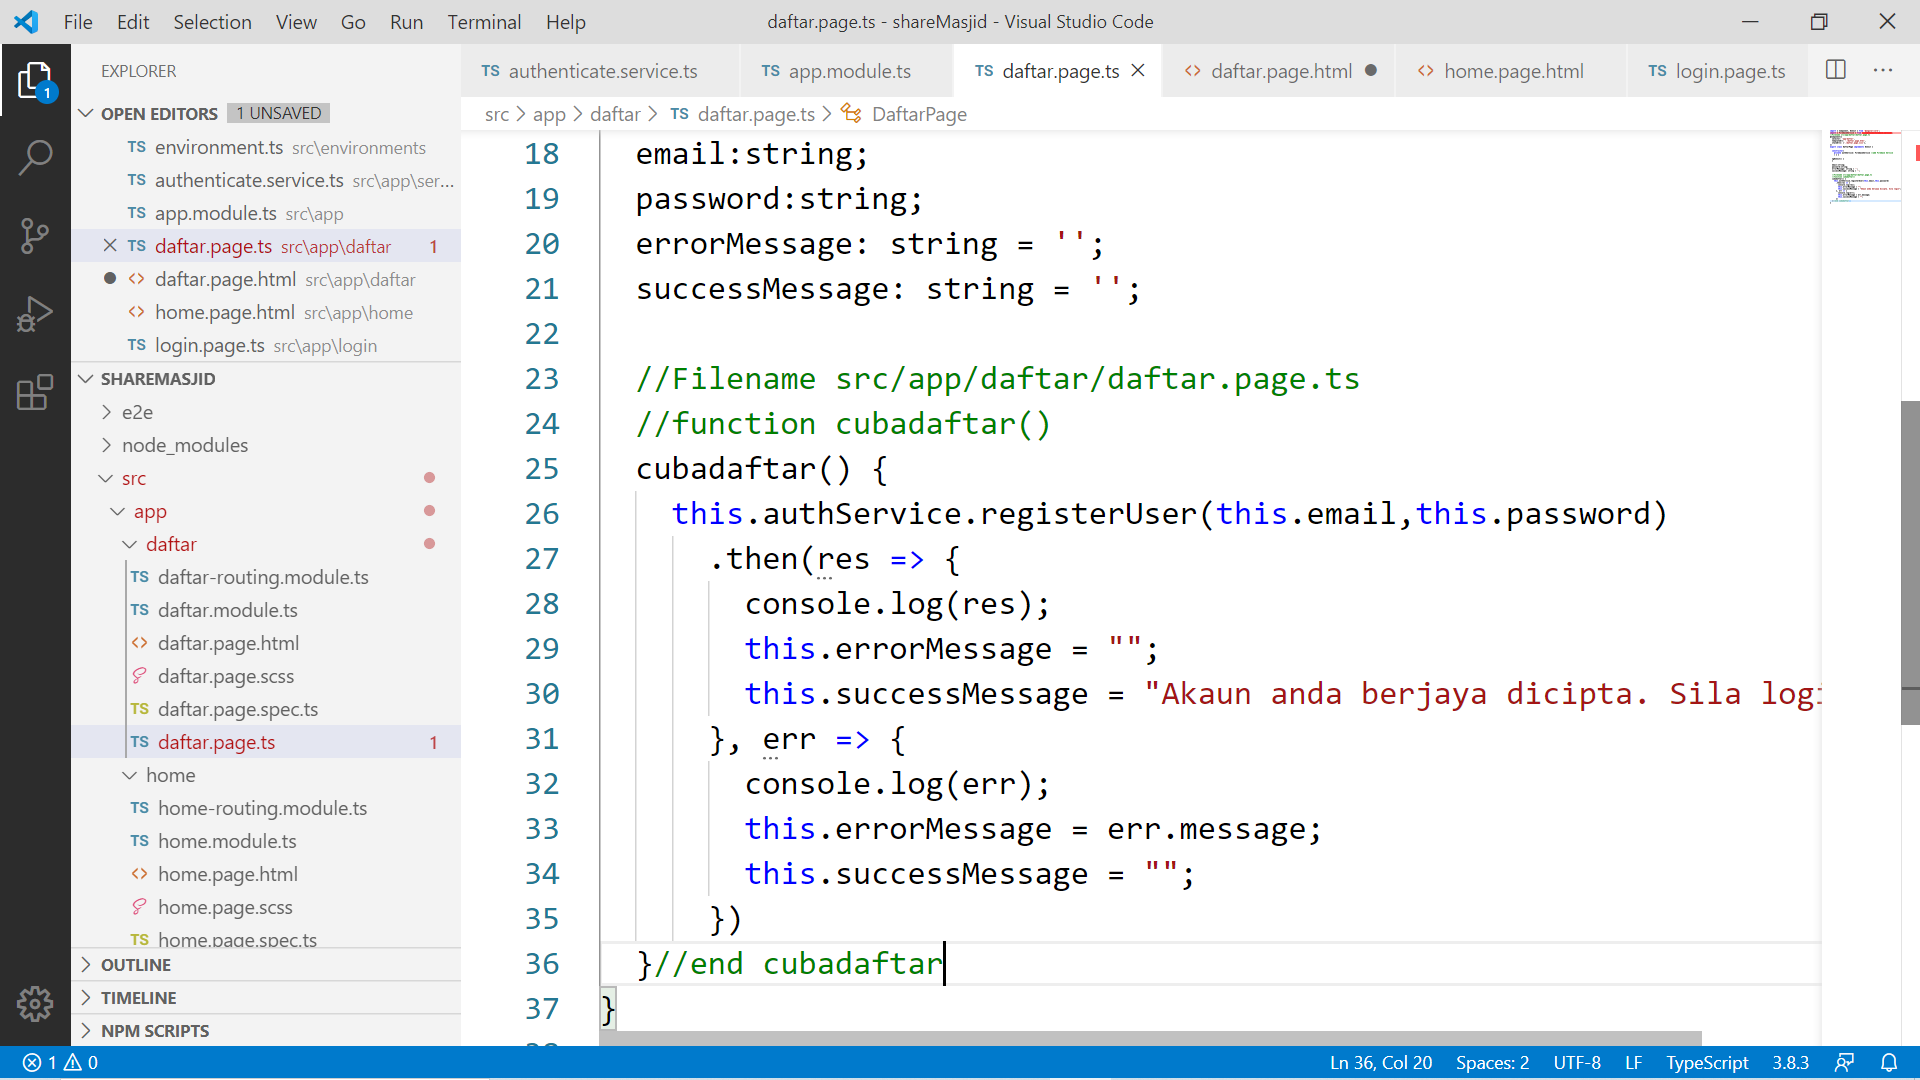 File Edit Selection View Go Run Terminal Help
daftar.page.ts - shareMasjid - Visual Studio Code
EXPLORER
1
OPEN EDITORS 1 UNSAVED
TS environment.ts src\environments
TS authenticate.service.ts src\app\ser...
TS app.module.ts src\app
TS daftar.page.ts src\app\daftar 1
<> daftar.page.html src\app\daftar
<> home.page.html src\app\home
TS login.page.ts src\app\login
SHAREMASJID
e2e
node_modules
src
app
daftar
TS daftar-routing.module.ts
TS daftar.module.ts
<> daftar.page.html
daftar.page.scss
TS daftar.page.spec.ts
TS daftar.page.ts 1
home
TS home-routing.module.ts
TS home.module.ts
<> home.page.html
home.page.scss
TS home.page.spec.ts
OUTLINE
TIMELINE
NPM SCRIPTS
TS authenticate.service.ts TS app.module.ts TS daftar.page.ts <> daftar.page.html <> home.page.html TS login.page.ts ...
src > app > daftar > TS daftar.page.ts > DaftarPage
18 email:string;
19 password:string;
20 errorMessage: string = '';
21 successMessage: string = '';
22
23 //Filename src/app/daftar/daftar.page.ts
24 //function cubadaftar()
25 cubadaftar() {
26 this.authService.registerUser(this.email,this.password)
27 .then(res => {
28 console.log(res);
29 this.errorMessage = "";
30 this.successMessage = "Akaun anda berjaya dicipta. Sila logi
31 }, err => {
32 console.log(err);
33 this.errorMessage = err.message;
34 this.successMessage = "";
35 })
36 }//end cubadaftar
37 }
1 0
Ln 36, Col 20 Spaces: 2 UTF-8 LF TypeScript 3.8.3